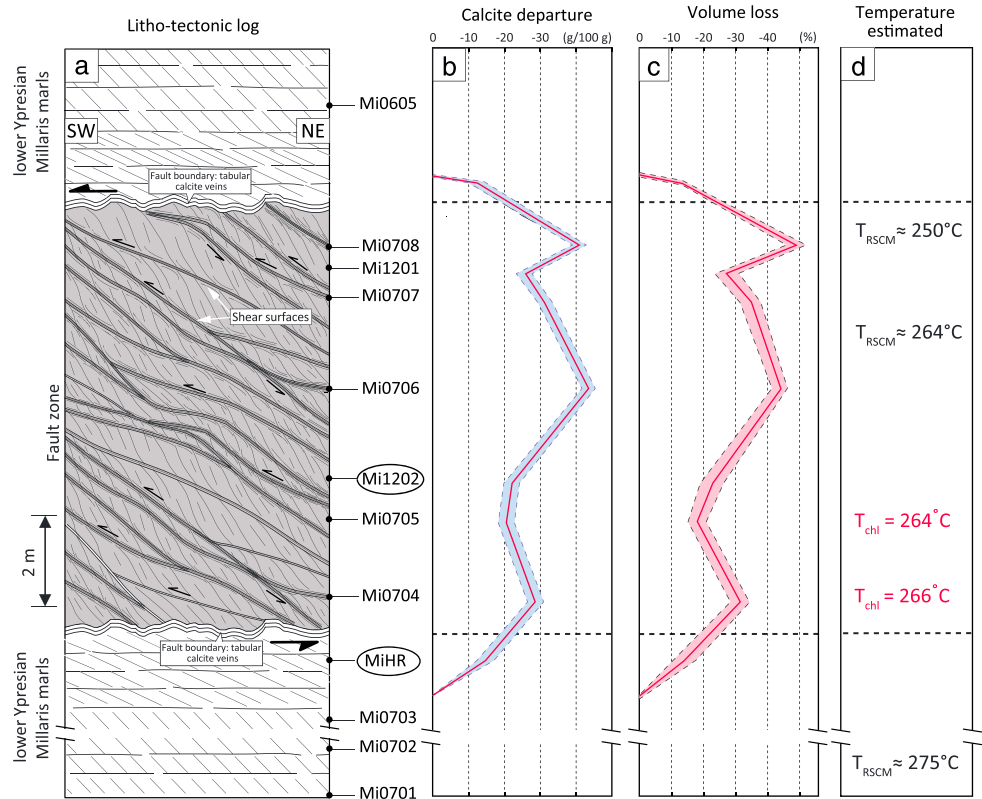 Litho-tectonic log
Calcite departure
Volume loss
Temperature
estimated
0 -10 -20 -30 (g/100 g)
0 -10 -20 -30 -40 (%)
a
b
c
d
lower Ypresian
Millaris marls
SW
NE
Mi0605
Fault boundary: tabular
calcite veins
Mi0708
Mi1201
Mi0707
Shear surfaces
Mi0706
Fault zone
Mi1202
Mi0705
2 m
Mi0704
Fault boundary: tabular
calcite veins
MiHR
lower Ypresian
Millaris marls
Mi0703
Mi0702
Mi0701
TRSCM ≈ 250°C
TRSCM ≈ 264°C
Tchl = 264°C
Tchl = 266°C
TRSCM ≈ 275°C